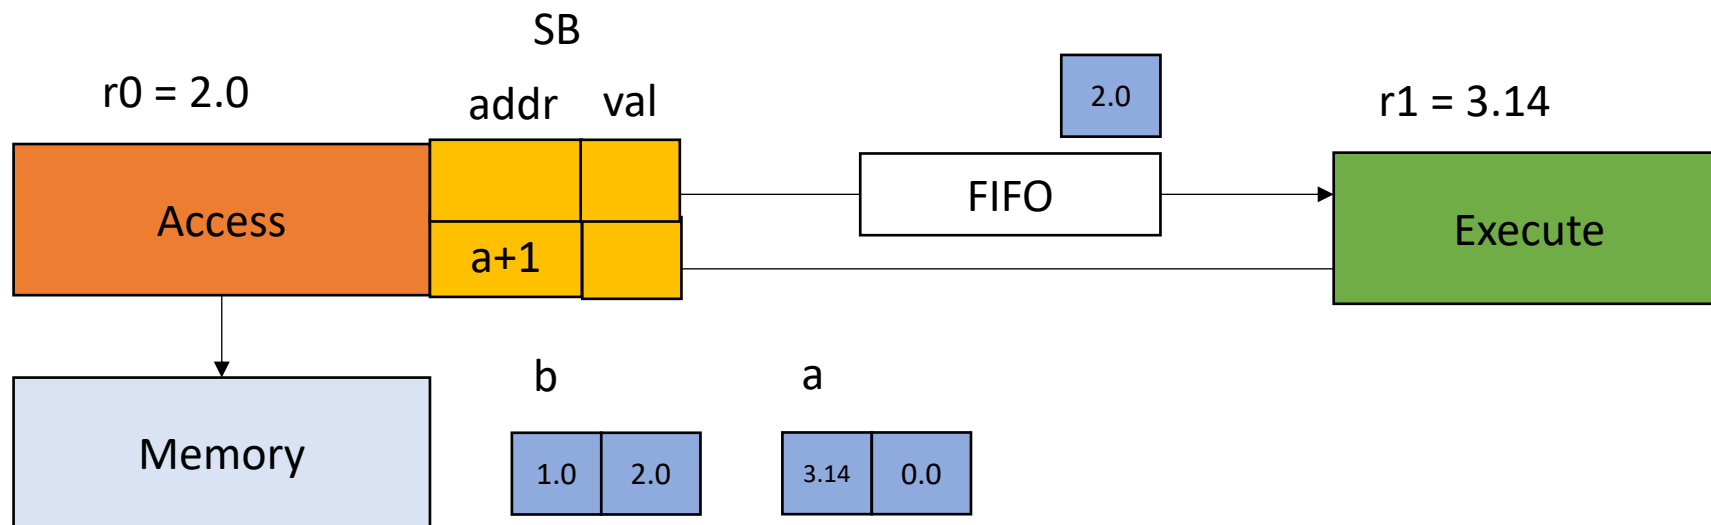 SB
r0 = 2.0
addr
val
2.0
r1 = 3.14
Access
a+1
FIFO
Execute
Memory
b
a
1.0
2.0
3.14
0.0